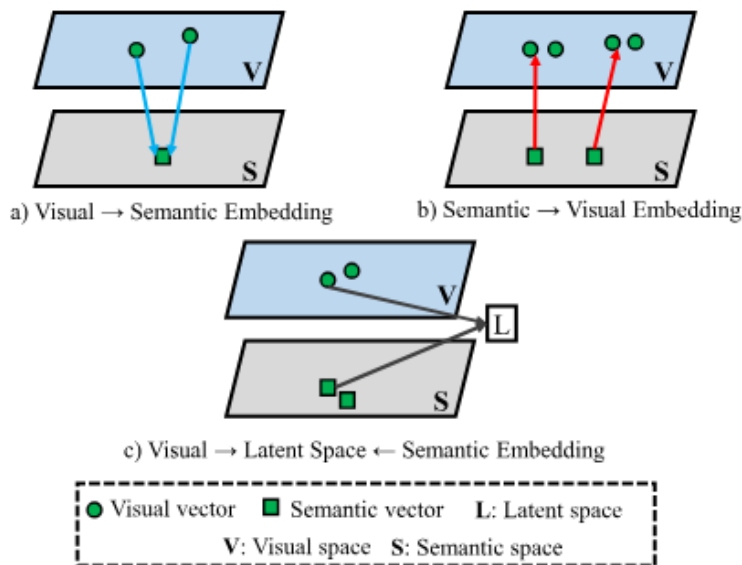 V
V
S
S
a) Visual → Semantic Embedding
b) Semantic → Visual Embedding
V
L
S
c) Visual → Latent Space ← Semantic Embedding
Visual vector Semantic vector L: Latent space
V: Visual space S: Semantic space